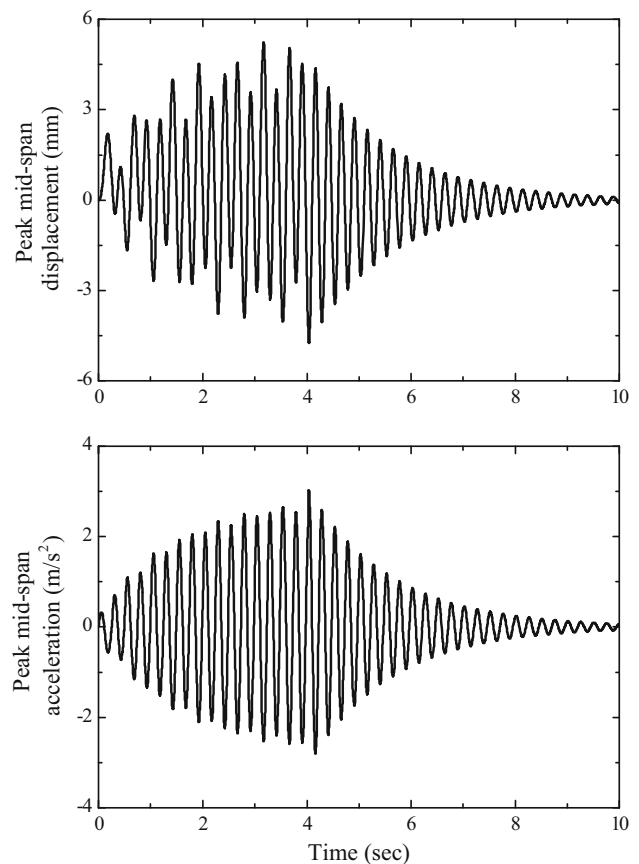 6
3
0
-3
-6
Peak mid-span
displacement (mm)
0 2 4 6 8 10
4
2
0
-2
-4
Peak mid-span
acceleration (m/s²)
0 2 4 6 8 10
Time (sec)